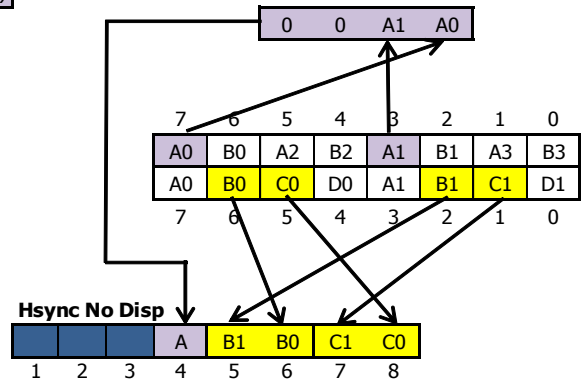 0 0 A1 A0
7 6 5 4 3 2 1 0
A0 B0 A2 B2 A1 B1 A3 B3
A0 B0 C0 D0 A1 B1 C1 D1
7 6 5 4 3 2 1 0
Hsync No Disp
A B1 B0 C1 C0
1 2 3 4 5 6 7 8